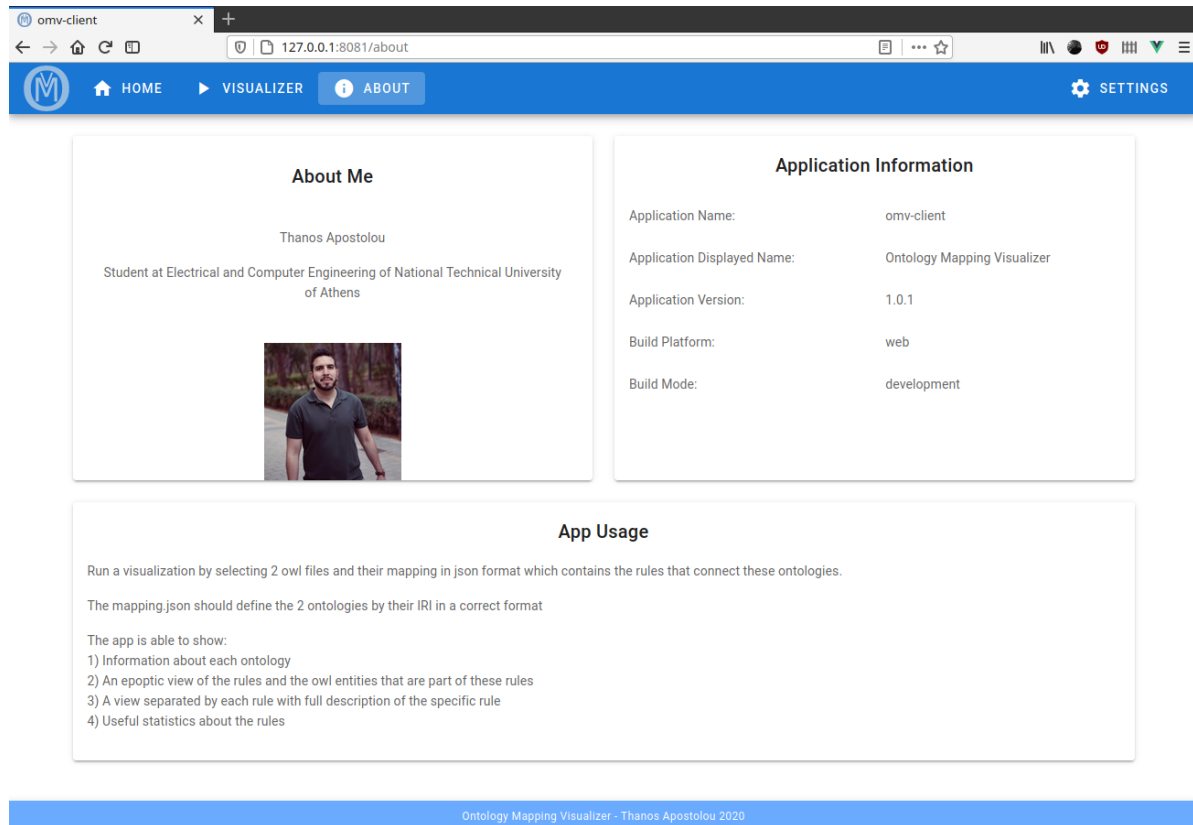 omv-client
127.0.0.1:8081/about
HOME
VISUALIZER
ABOUT
SETTINGS
About Me
Thanos Apostolou
Student at Electrical and Computer Engineering of National Technical University
of Athens
Application Information
Application Name: omv-client
Application Displayed Name: Ontology Mapping Visualizer
Application Version: 1.0.1
Build Platform: web
Build Mode: development
App Usage
Run a visualization by selecting 2 owl files and their mapping in json format which contains the rules that connect these ontologies.
The mapping.json should define the 2 ontologies by their IRI in a correct format
The app is able to show:
1) Information about each ontology
2) An epoptic view of the rules and the owl entities that are part of these rules
3) A view separated by each rule with full description of the specific rule
4) Useful statistics about the rules
Ontology Mapping Visualizer - Thanos Apostolou 2020